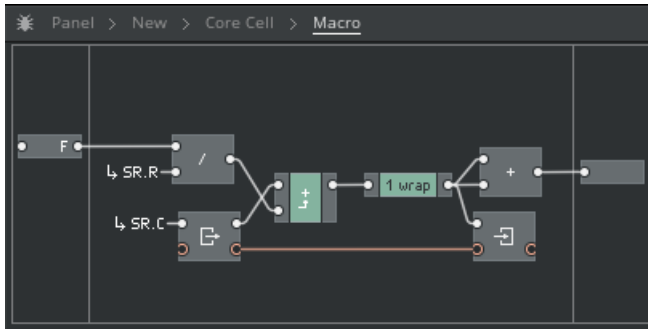 Panel > New > Core Cell > Macro
F
/
SR.R
+
1 wrap
+
SR.C